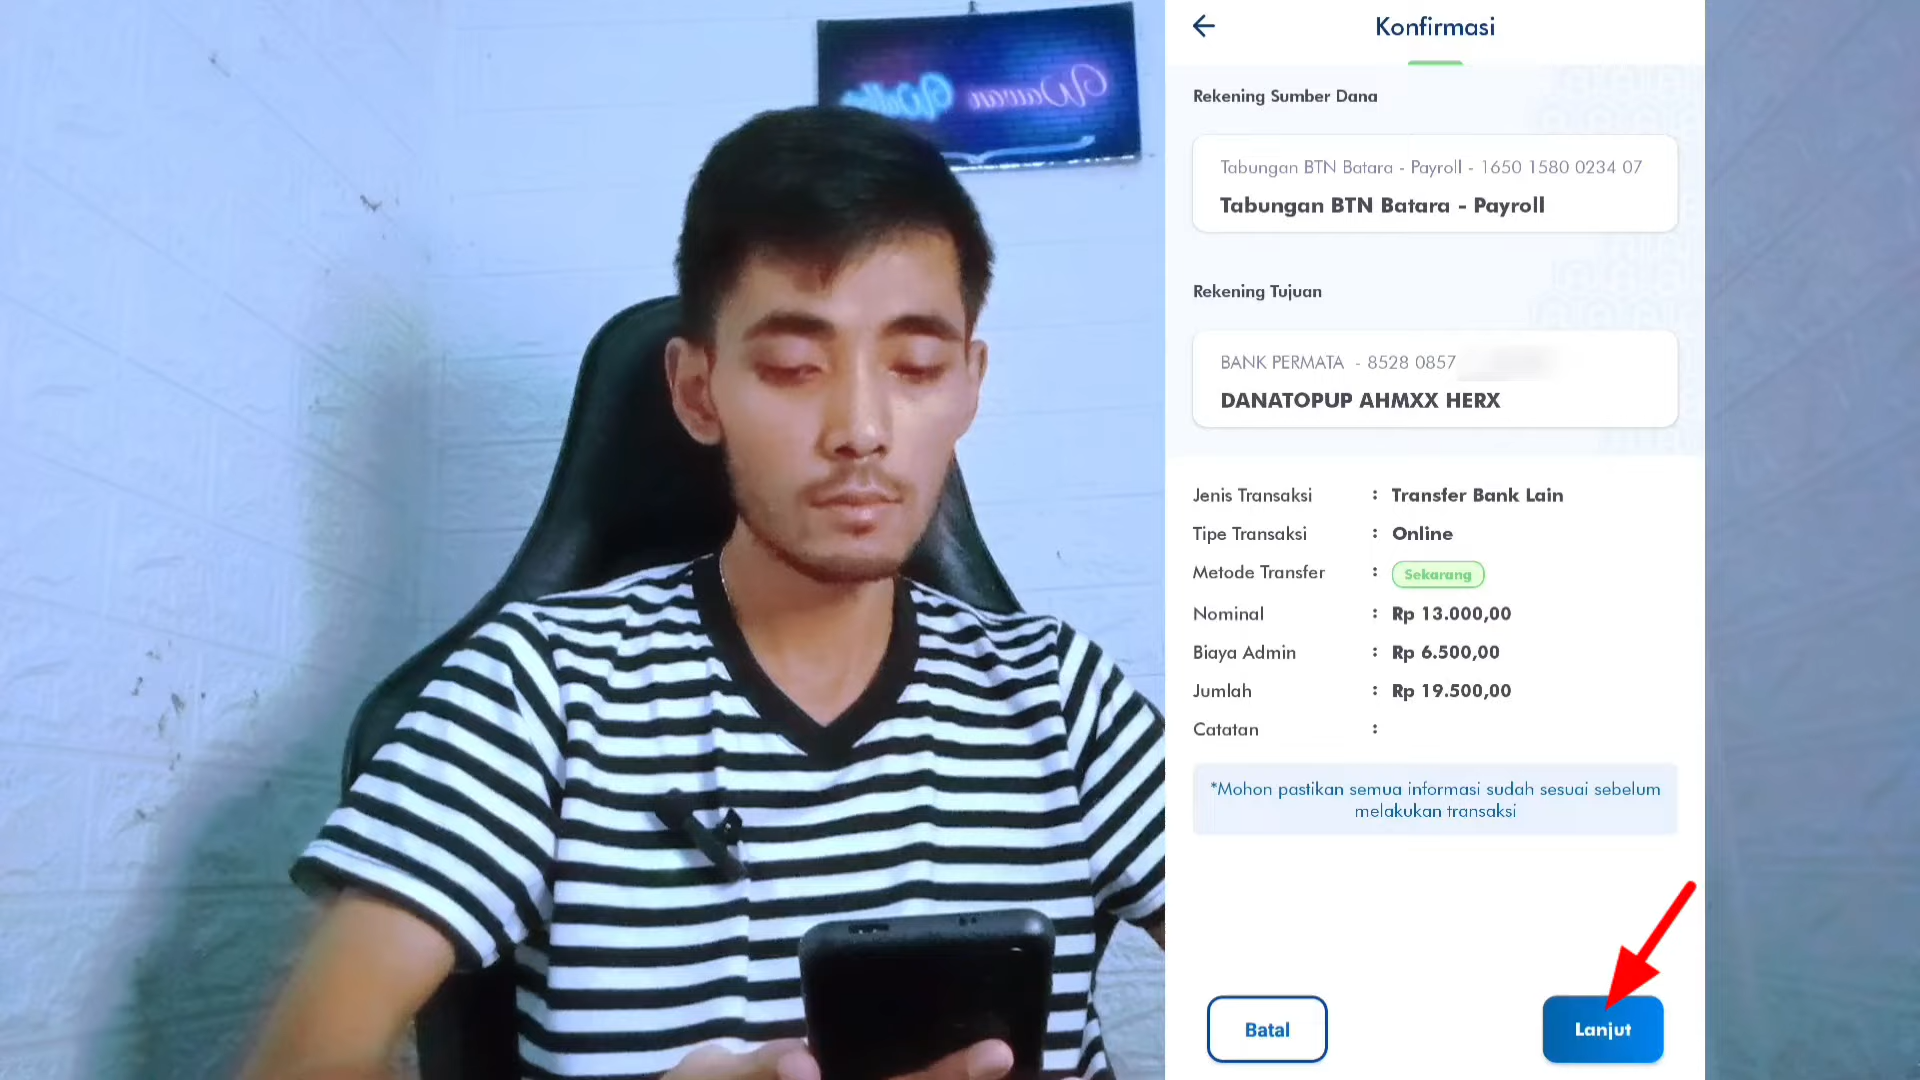 Wawan
Konfirmasi
Rekening Sumber Dana
Tabungan BTN Batara - Payroll - 1650 1580 0234 07
Tabungan BTN Batara - Payroll
Rekening Tujuan
BANK PERMATA - 8528 0857
DANATOPUP AHMXX HERX
Jenis Transaksi : Transfer Bank Lain
Tipe Transaksi : Online
Metode Transfer : Sekarang
Nominal : Rp 13.000,00
Biaya Admin : Rp 6.500,00
Jumlah : Rp 19.500,00
Catatan :
*Mohon pastikan semua informasi sudah sesuai sebelum
melakukan transaksi
Batal
Lanjut